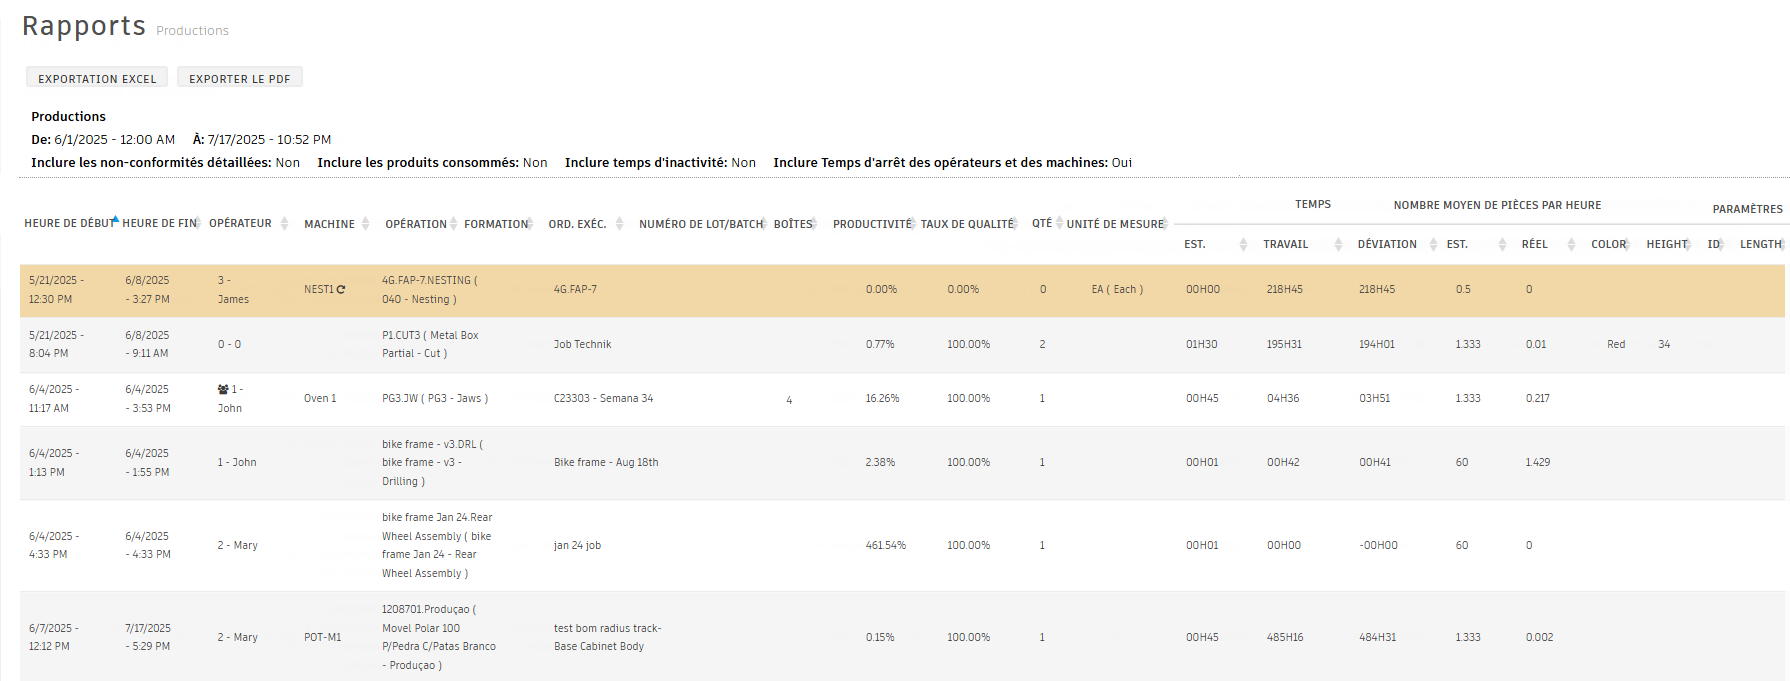 Rapports Productions
EXPORTATION EXCEL EXPORTER LE PDF
Productions
De: 6/1/2025 - 12:00 AM À: 7/17/2025 - 10:52 PM
Inclure les non-conformités détaillées: Non Inclure les produits consommés: Non Inclure temps d'inactivité: Non Inclure Temps d'arrêt des opérateurs et des machines: Oui
TEMPS NOMBRE MOYEN DE PIÈCES PAR HEURE PARAMÈTRES
HEURE DE DÉBUT HEURE DE FIN OPÉRATEUR MACHINE OPÉRATION FORMATION ORD. EXÉC. NUMÉRO DE LOT/BATCH BOÎTES PRODUCTIVITÉ TAUX DE QUALITÉ QTÉ UNITÉ DE MESURE
EST. TRAVAIL DÉVIATION EST. RÉEL COLOR HEIGHT ID LENGTH
5/21/2025 - 6/8/2025 3 - 4G.FAP-7.NESTING (
NEST1 4G.FAP-7 0.00% 0.00% 0 EA ( Each ) 00H00 218H45 218H45 0.5 0
12:30 PM - 3:27 PM James 040 - Nesting )
5/21/2025 - 6/8/2025 P1.CUT3 ( Metal Box
0 - 0 Job Technik 0.77% 100.00% 2 01H30 195H31 194H01 1.333 0.01 Red 34
8:04 PM - 9:11 AM Partial - Cut )
6/4/2025 - 6/4/2025 1 -
Oven 1 PG3.JW ( PG3 - Jaws ) C23303 - Semana 34 4 16.26% 100.00% 1 00H45 04H36 03H51 1.333 0.217
11:17 AM - 3:53 PM John
bike frame - v3.DRL (
6/4/2025 - 6/4/2025
1 - John bike frame - v3 - Bike frame - Aug 18th 2.38% 100.00% 1 00H01 00H42 00H41 60 1.429
1:13 PM - 1:55 PM
Drilling )
bike frame Jan 24.Rear
6/4/2025 - 6/4/2025 Wheel Assembly ( bike
2 - Mary jan 24 job 461.54% 100.00% 1 00H01 00H00 -00H00 60 0
4:33 PM - 4:33 PM frame Jan 24 - Rear
Wheel Assembly )
1208701.Produçao (
6/7/2025 - 7/17/2025 Movel Polar 100 test bom radius track-
2 - Mary POT-M1 0.15% 100.00% 1 00H45 485H16 484H31 1.333 0.002
12:12 PM - 5:29 PM P/Pedra C/Patas Branco Base Cabinet Body
- Produçao )